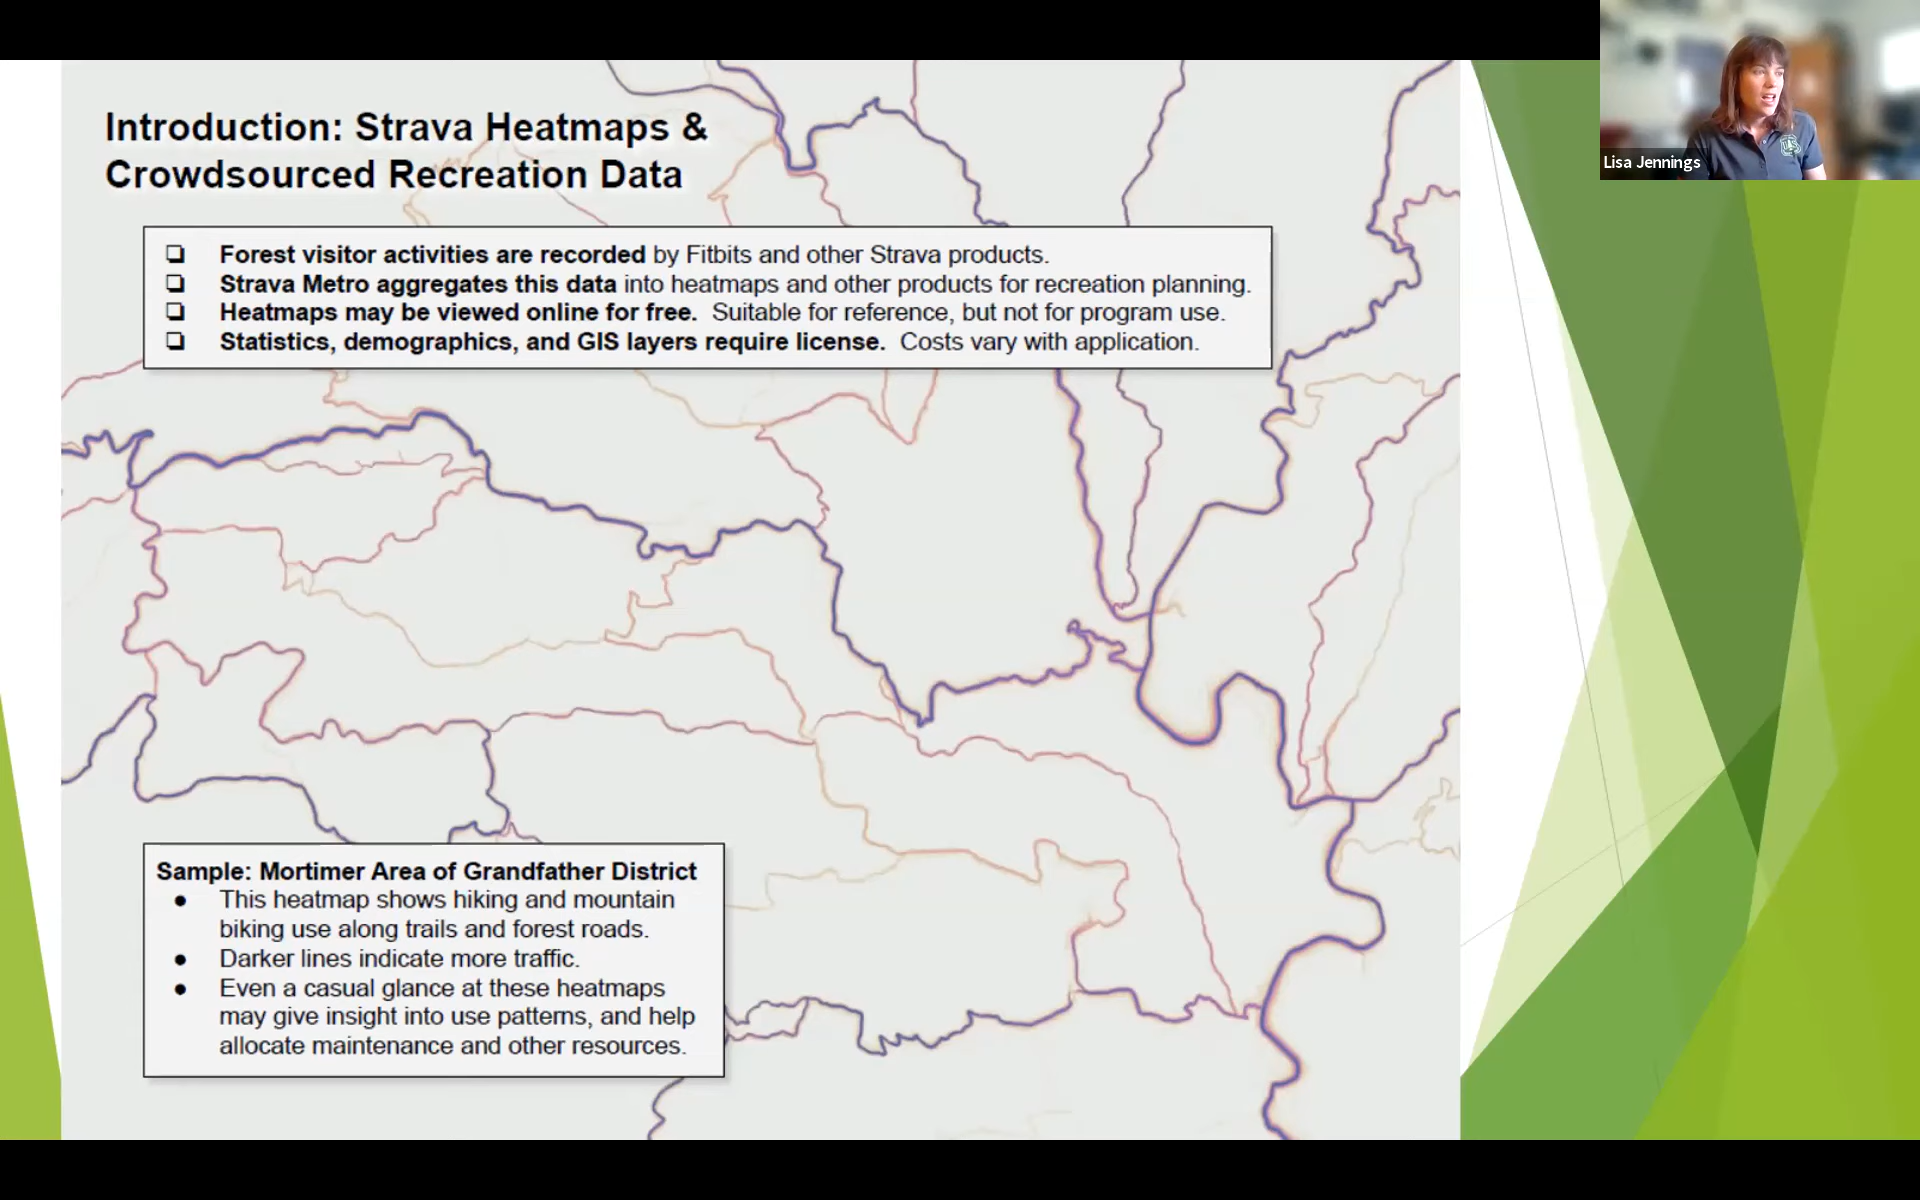 Introduction: Strava Heatmaps &
Crowdsourced Recreation Data
Lisa Jennings
❑ Forest visitor activities are recorded by Fitbits and other Strava products.
❑ Strava Metro aggregates this data into heatmaps and other products for recreation planning.
❑ Heatmaps may be viewed online for free. Suitable for reference, but not for program use.
❑ Statistics, demographics, and GIS layers require license. Costs vary with application.
Sample: Mortimer Area of Grandfather District
● This heatmap shows hiking and mountain
biking use along trails and forest roads.
● Darker lines indicate more traffic.
● Even a casual glance at these heatmaps
may give insight into use patterns, and help
allocate maintenance and other resources.